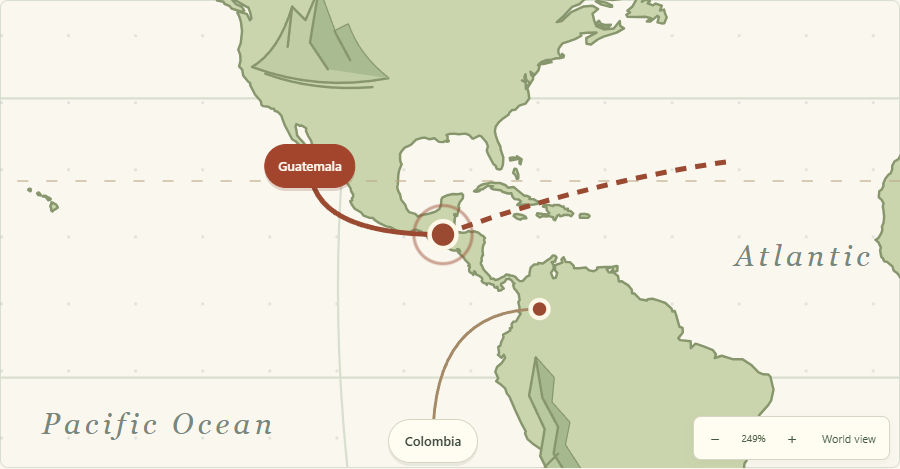 Guatemala
Atlantic
Pacific Ocean
Colombia
− 249% + World view